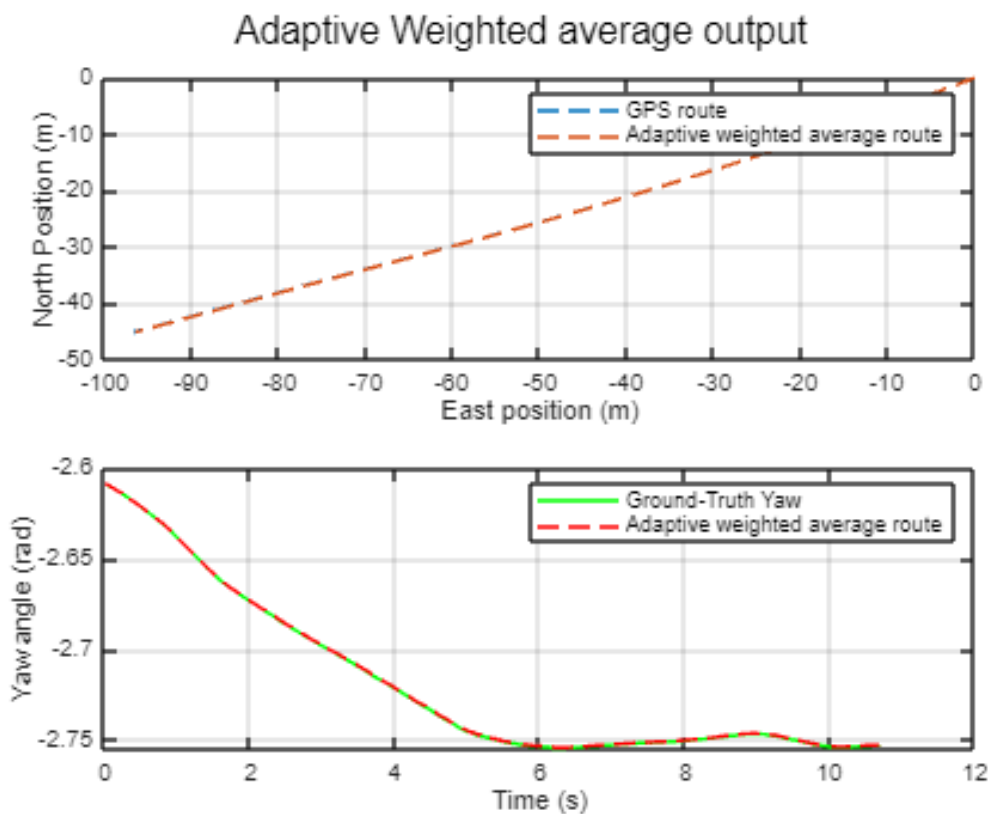 Adaptive Weighted average output
0
-10
-20
-30
-40
-50
North Position (m)
GPS route
Adaptive weighted average route
-100 -90 -80 -70 -60 -50 -40 -30 -20 -10 0
East position (m)
-2.6
-2.65
-2.7
-2.75
Yaw angle (rad)
Ground-Truth Yaw
Adaptive weighted average route
0 2 4 6 8 10 12
Time (s)